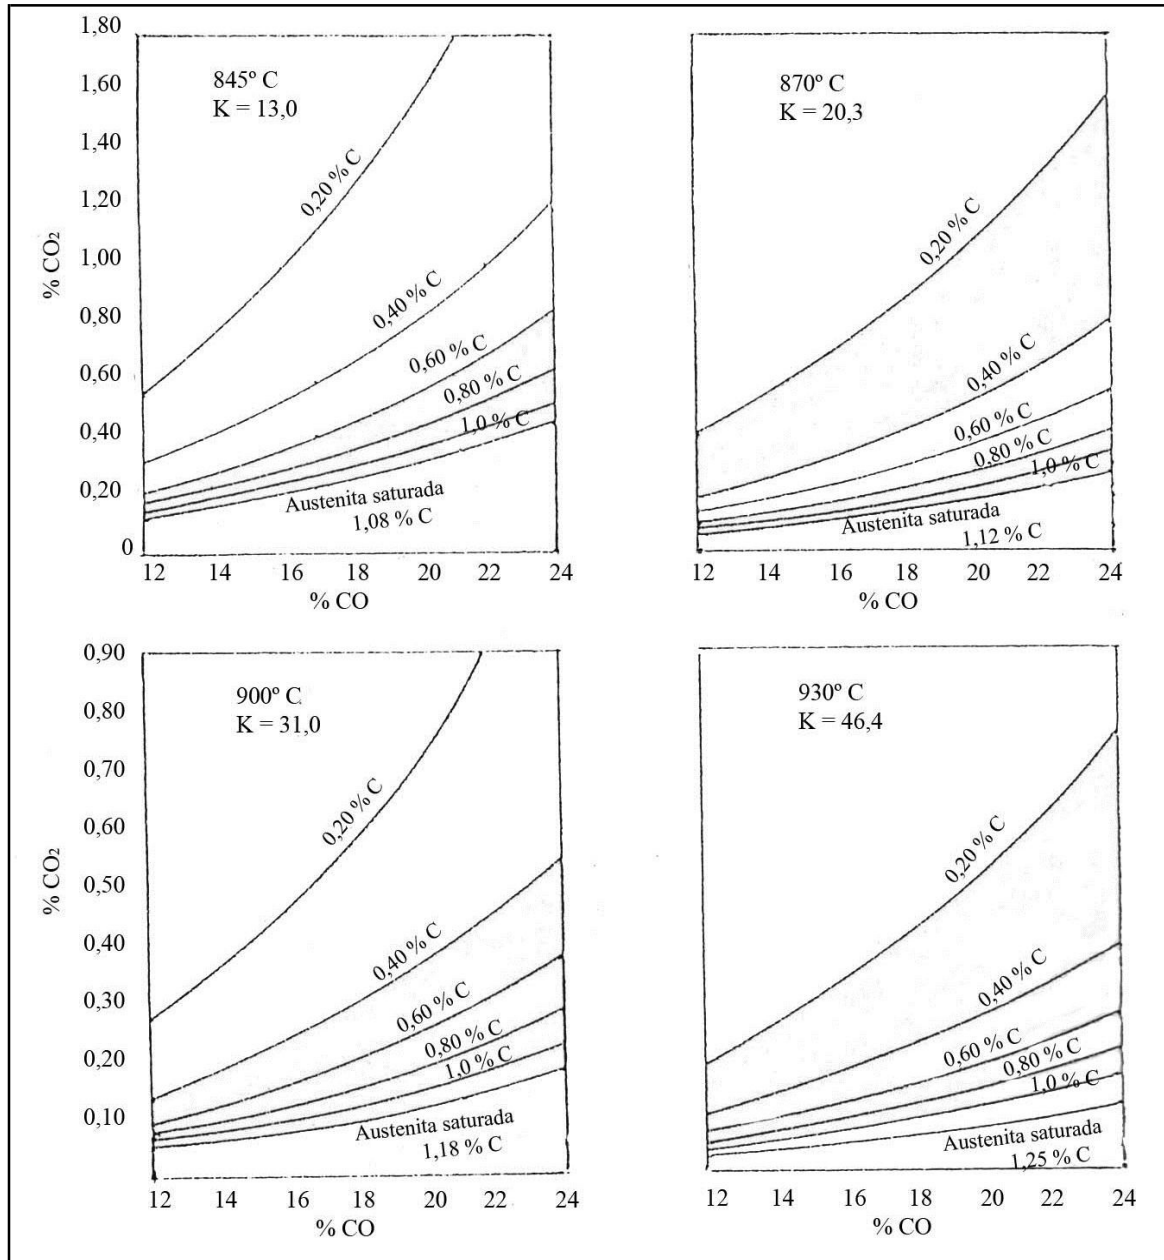 1,80
1,60
1,40
1,20
1,00
0,80
0,60
0,40
0,20
0
% CO₂
845º C
K = 13,0
0,20 % C
0,40 % C
0,60 % C
0,80 % C
1,0 % C
Austenita saturada
1,08 % C
12 14 16 18 20 22 24
% CO
870º C
K = 20,3
0,20 % C
0,40 % C
0,60 % C
0,80 % C
1,0 % C
Austenita saturada
1,12 % C
12 14 16 18 20 22 24
% CO
0,90
0,80
0,70
0,60
0,50
0,40
0,30
0,20
0,10
% CO₂
900º C
K = 31,0
0,20 % C
0,40 % C
0,60 % C
0,80 % C
1,0 % C
Austenita saturada
1,18 % C
12 14 16 18 20 22 24
% CO
930º C
K = 46,4
0,20 % C
0,40 % C
0,60 % C
0,80 % C
1,0 % C
Austenita saturada
1,25 % C
12 14 16 18 20 22 24
% CO